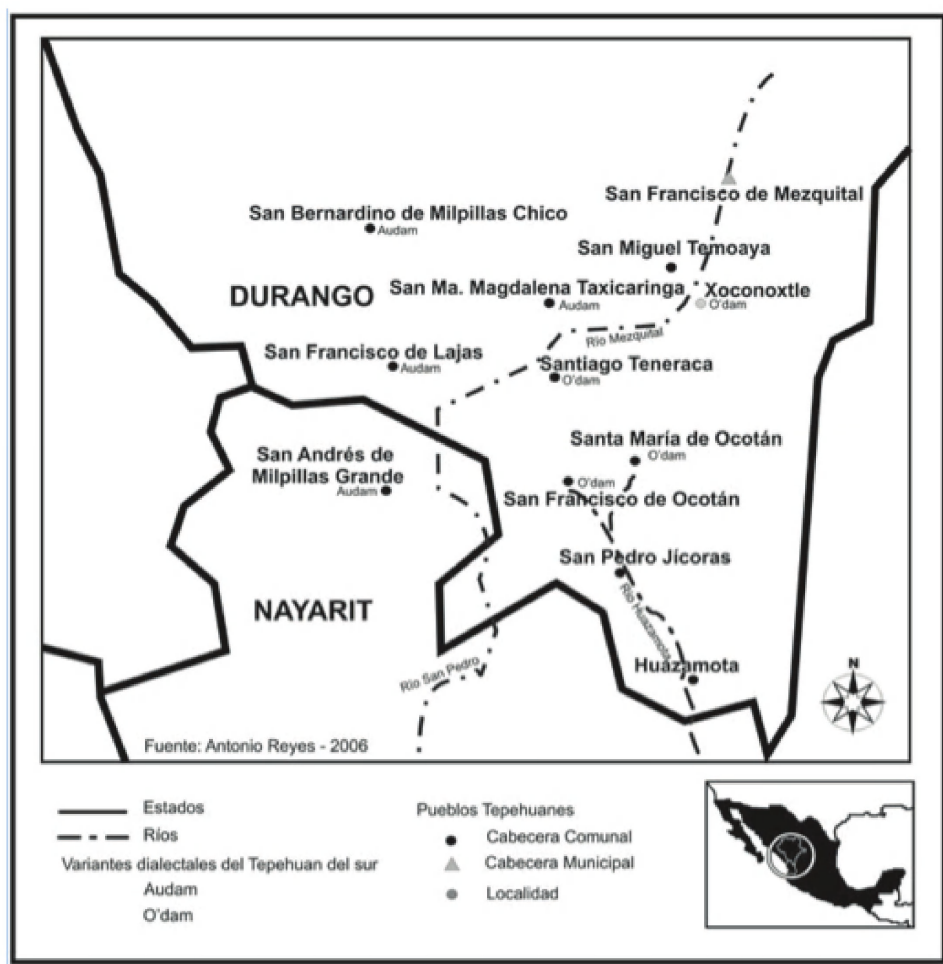 San Francisco de Mezquital
San Bernardino de Milpillas Chico
Audam
San Miguel Temoaya
DURANGO
San Ma. Magdalena Taxicaringa
Audam
Xoconoxtle
O'dam
Río Mezquital
San Francisco de Lajas
Audam
Santiago Teneraca
O'dam
Santa María de Ocotán
O'dam
San Andrés de
Milpillas Grande
Audam
O'dam
San Francisco de Ocotán
San Pedro Jícoras
NAYARIT
Río Huazamota
Huazamota
Río San Pedro
N
Fuente: Antonio Reyes - 2006
Estados
Ríos
Variantes dialectales del Tepehuan del sur
Audam
O'dam
Pueblos Tepehuanes
Cabecera Comunal
Cabecera Municipal
Localidad